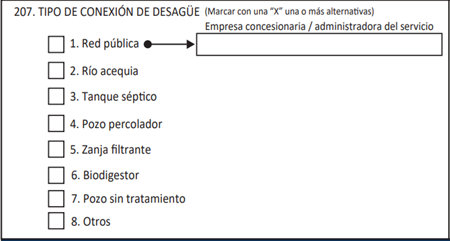 207. TIPO DE CONEXIÓN DE DESAGÜE (Marcar con una "X" una o más alternativas)
Empresa concesionaria / administradora del servicio
1. Red pública
2. Río acequia
3. Tanque séptico
4. Pozo percolador
5. Zanja filtrante
6. Biodigestor
7. Pozo sin tratamiento
8. Otros